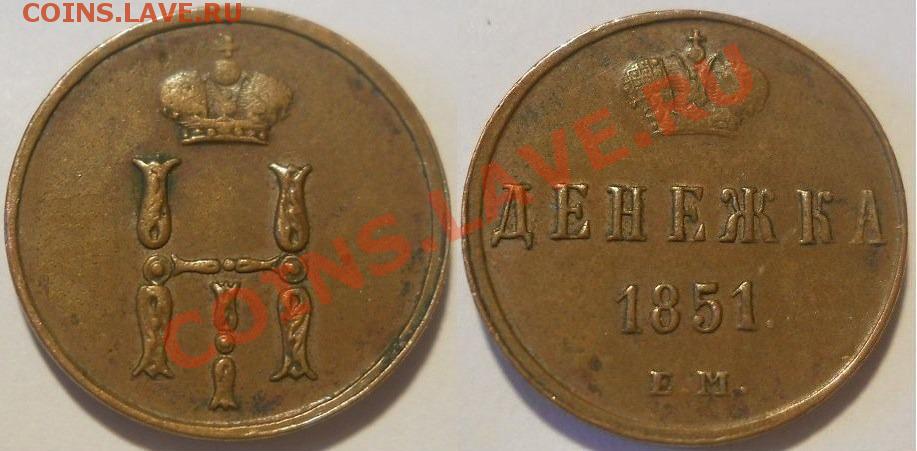 COINS.LAVE.RU
COINS.LAVE.RU
H I
ДЕНЕЖКА
1851.
Е.М.